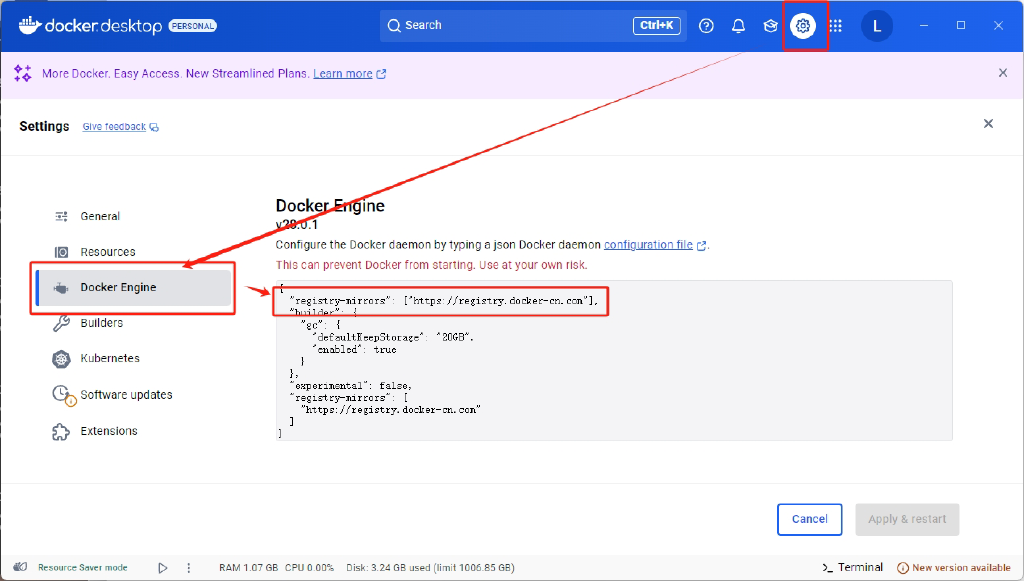 docker.desktop PERSONAL
Search
Ctrl+K
L
More Docker. Easy Access. New Streamlined Plans. Learn more
Settings
Give feedback
General
Resources
Docker Engine
Builders
Kubernetes
Software updates
Extensions
Docker Engine
v28.0.1
Configure the Docker daemon by typing a json Docker daemon configuration file.
This can prevent Docker from starting. Use at your own risk.
{
"registry-mirrors": ["https://registry.docker-cn.com"],
"builder": {
"gc": {
"defaultKeepStorage": "20GB",
"enabled": true
}
},
"experimental": false,
"registry-mirrors": [
"https://registry.docker-cn.com"
]
}
Cancel
Apply & restart
Resource Saver mode
RAM 1.07 GB CPU 0.00% Disk: 3.24 GB used (limit 1006.85 GB)
>_ Terminal
New version available